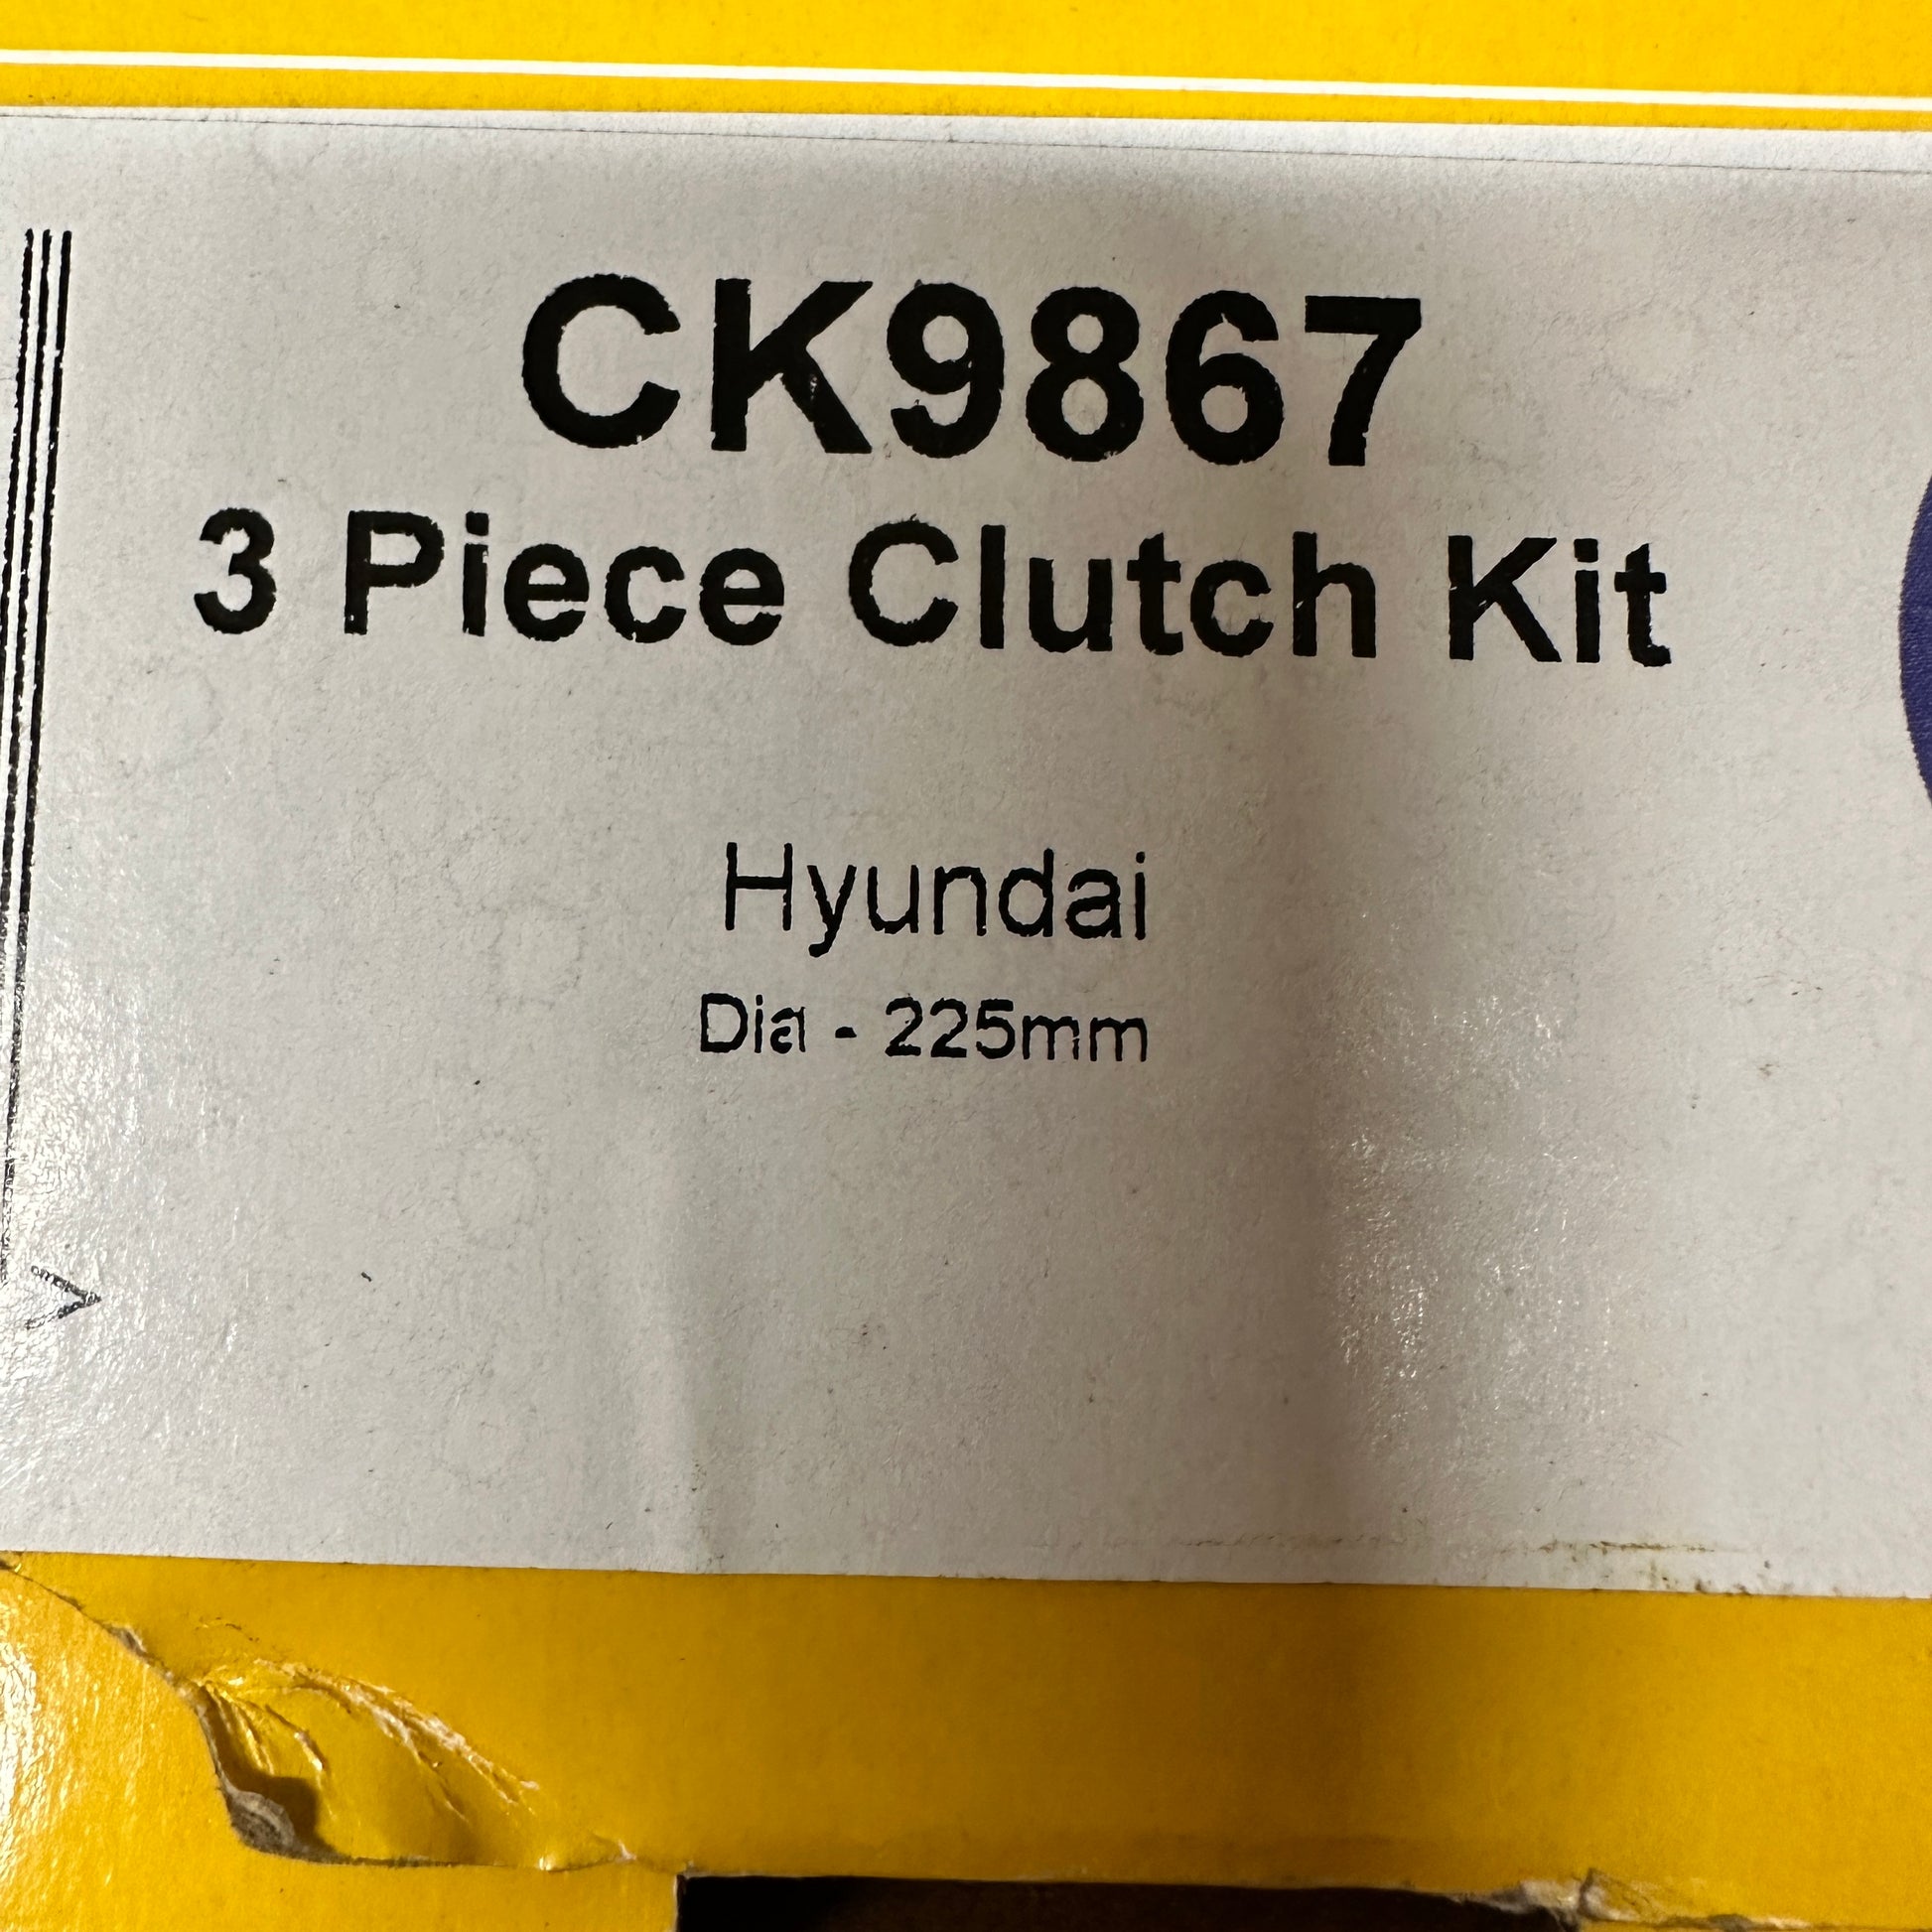 CK9867
3 Piece Clutch Kit
Hyundai
Dia - 225mm